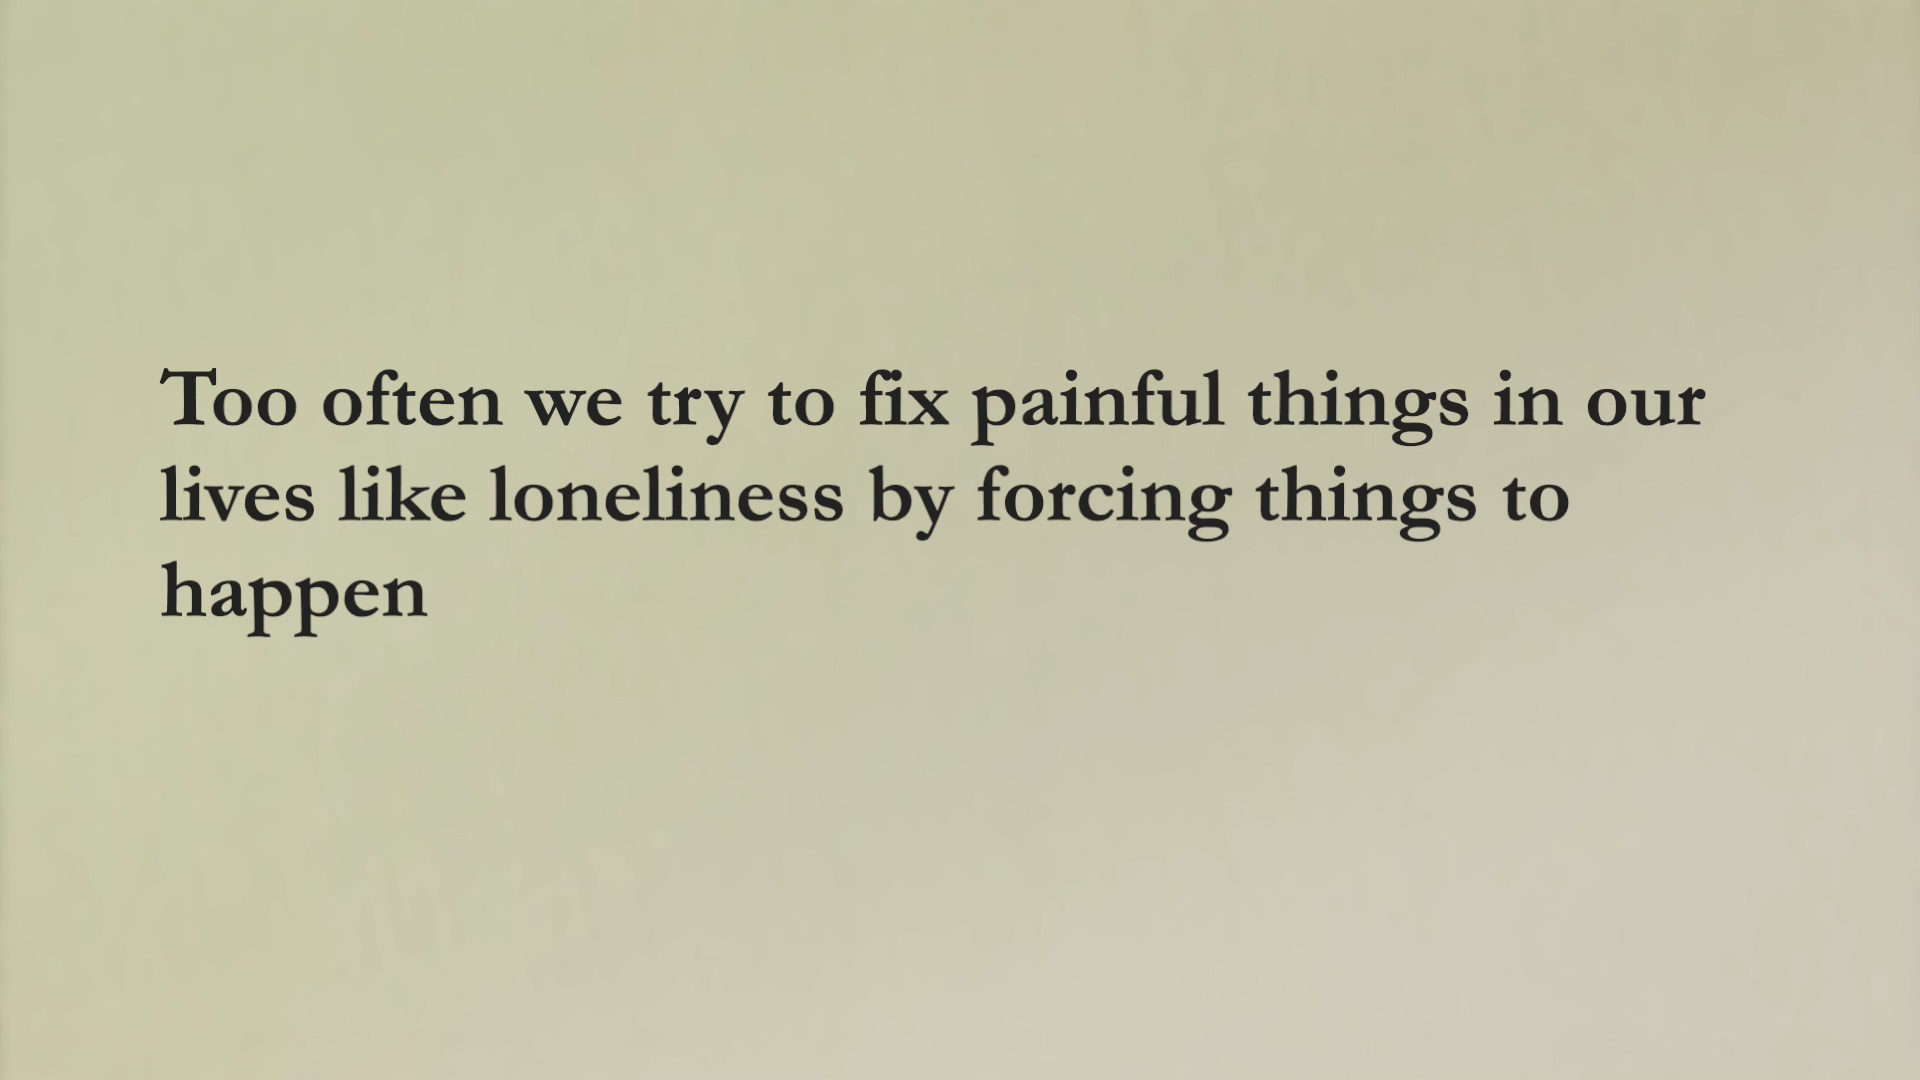 Too often we try to fix painful things in our
lives like loneliness by forcing things to
happen